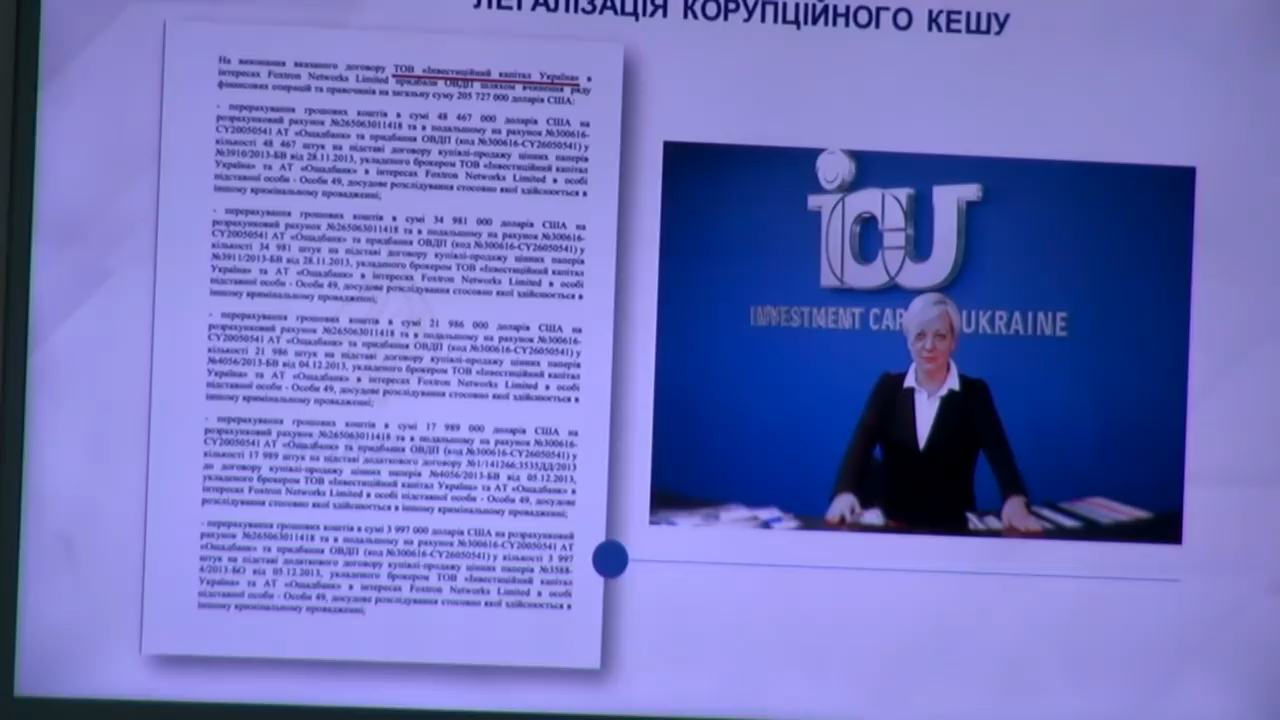 ЛЕГАЛІЗАЦІЯ КОРУПЦІЙНОГО КЕШУ
На виконання вказаного договору ТОВ «Інвестиційний капітал Україна» в
інтересах Foxtron Networks Limited придбали ОВДП шляхом вчинення ряду
фінансових операцій та правочинів на загальну суму 205 727 000 доларів США:
- перерахування грошових коштів в сумі 48 467 000 доларів США на
розрахунковий рахунок №265063011418 та в подальшому на рахунок №300616-
CY20050541 АТ «Ощадбанк» та придбання ОВДП (код №300616-CY26050541) у
кількості 48 467 штук на підставі договору купівлі-продажу цінних паперів
№3910/2013-БВ від 28.11.2013, укладеного брокером ТОВ «Інвестиційний капітал
Україна» та АТ «Ощадбанк» в інтересах Foxtron Networks Limited в особі
підставної особи - Особи 49, досудове розслідування стосовно якої здійснюється в
іншому кримінальному провадженні;
- перерахування грошових коштів в сумі 34 981 000 доларів США на
розрахунковий рахунок №265063011418 та в подальшому на рахунок №300616-
CY20050541 АТ «Ощадбанк» та придбання ОВДП (код №300616-CY26050541) у
кількості 34 981 штук на підставі договору купівлі-продажу цінних паперів
№3911/2013-БВ від 28.11.2013, укладеного брокером ТОВ «Інвестиційний капітал
Україна» та АТ «Ощадбанк» в інтересах Foxtron Networks Limited в особі
підставної особи - Особи 49, досудове розслідування стосовно якої здійснюється в
іншому кримінальному провадженні;
- перерахування грошових коштів в сумі 21 986 000 доларів США на
розрахунковий рахунок №265063011418 та в подальшому на рахунок №300616-
CY20050541 АТ «Ощадбанк» та придбання ОВДП (код №300616-CY26050541) у
кількості 21 986 штук на підставі договору купівлі-продажу цінних паперів
№4056/2013-БВ від 04.12.2013, укладеного брокером ТОВ «Інвестиційний капітал
Україна» та АТ «Ощадбанк» в інтересах Foxtron Networks Limited в особі
підставної особи - Особи 49, досудове розслідування стосовно якої здійснюється в
іншому кримінальному провадженні;
- перерахування грошових коштів в сумі 17 989 000 доларів США на
розрахунковий рахунок №265063011418 та в подальшому на рахунок №300616-
CY20050541 АТ «Ощадбанк» та придбання ОВДП (код №300616-CY26050541) у
кількості 17 989 штук на підставі додаткового договору №1/141266;3535ДД/2013
до договору купівлі-продажу цінних паперів №4056/2013-БВ від 05.12.2013,
укладеного брокером ТОВ «Інвестиційний капітал Україна» та АТ «Ощадбанк» в
інтересах Foxtron Networks Limited в особі підставної особи - Особи 49, досудове
розслідування стосовно якої здійснюється в іншому кримінальному провадженні;
- перерахування грошових коштів в сумі 3 997 000 доларів США на розрахунковий
рахунок №265063011418 та в подальшому на рахунок №300616-CY20050541 АТ
«Ощадбанк» та придбання ОВДП (код №300616-CY26050541) у кількості 3 997
штук на підставі додаткового договору купівлі-продажу цінних паперів №3588-
4/2013-БО від 05.12.2013, укладеного брокером ТОВ «Інвестиційний капітал
Україна» та АТ «Ощадбанк» в інтересах Foxtron Networks Limited в особі
підставної особи - Особи 49, досудове розслідування стосовно якої здійснюється в
іншому кримінальному провадженні;
ICU
INVESTMENT CAP UKRAINE